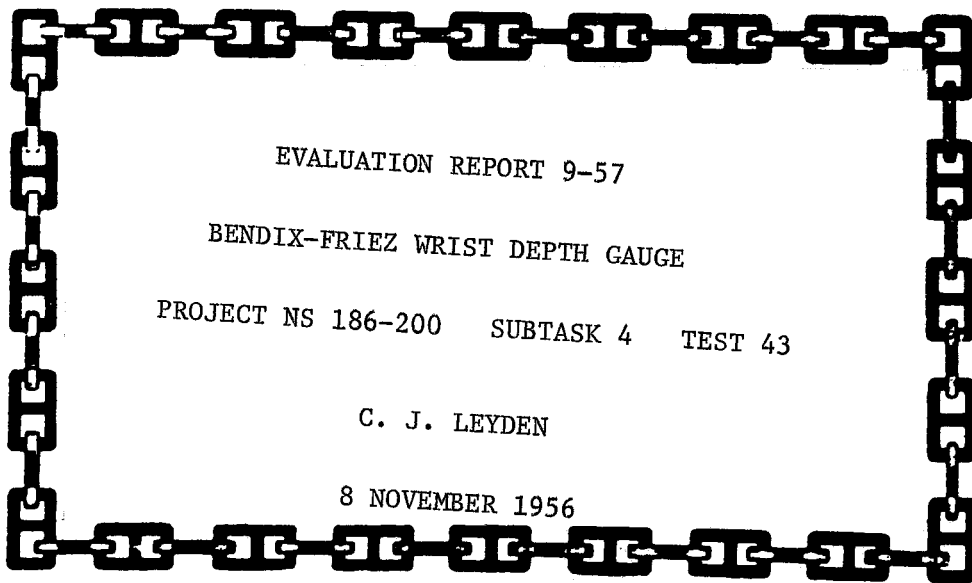 EVALUATION REPORT 9-57
BENDIX-FRIEZ WRIST DEPTH GAUGE
PROJECT NS 186-200 SUBTASK 4 TEST 43
C. J. LEYDEN
8 NOVEMBER 1956